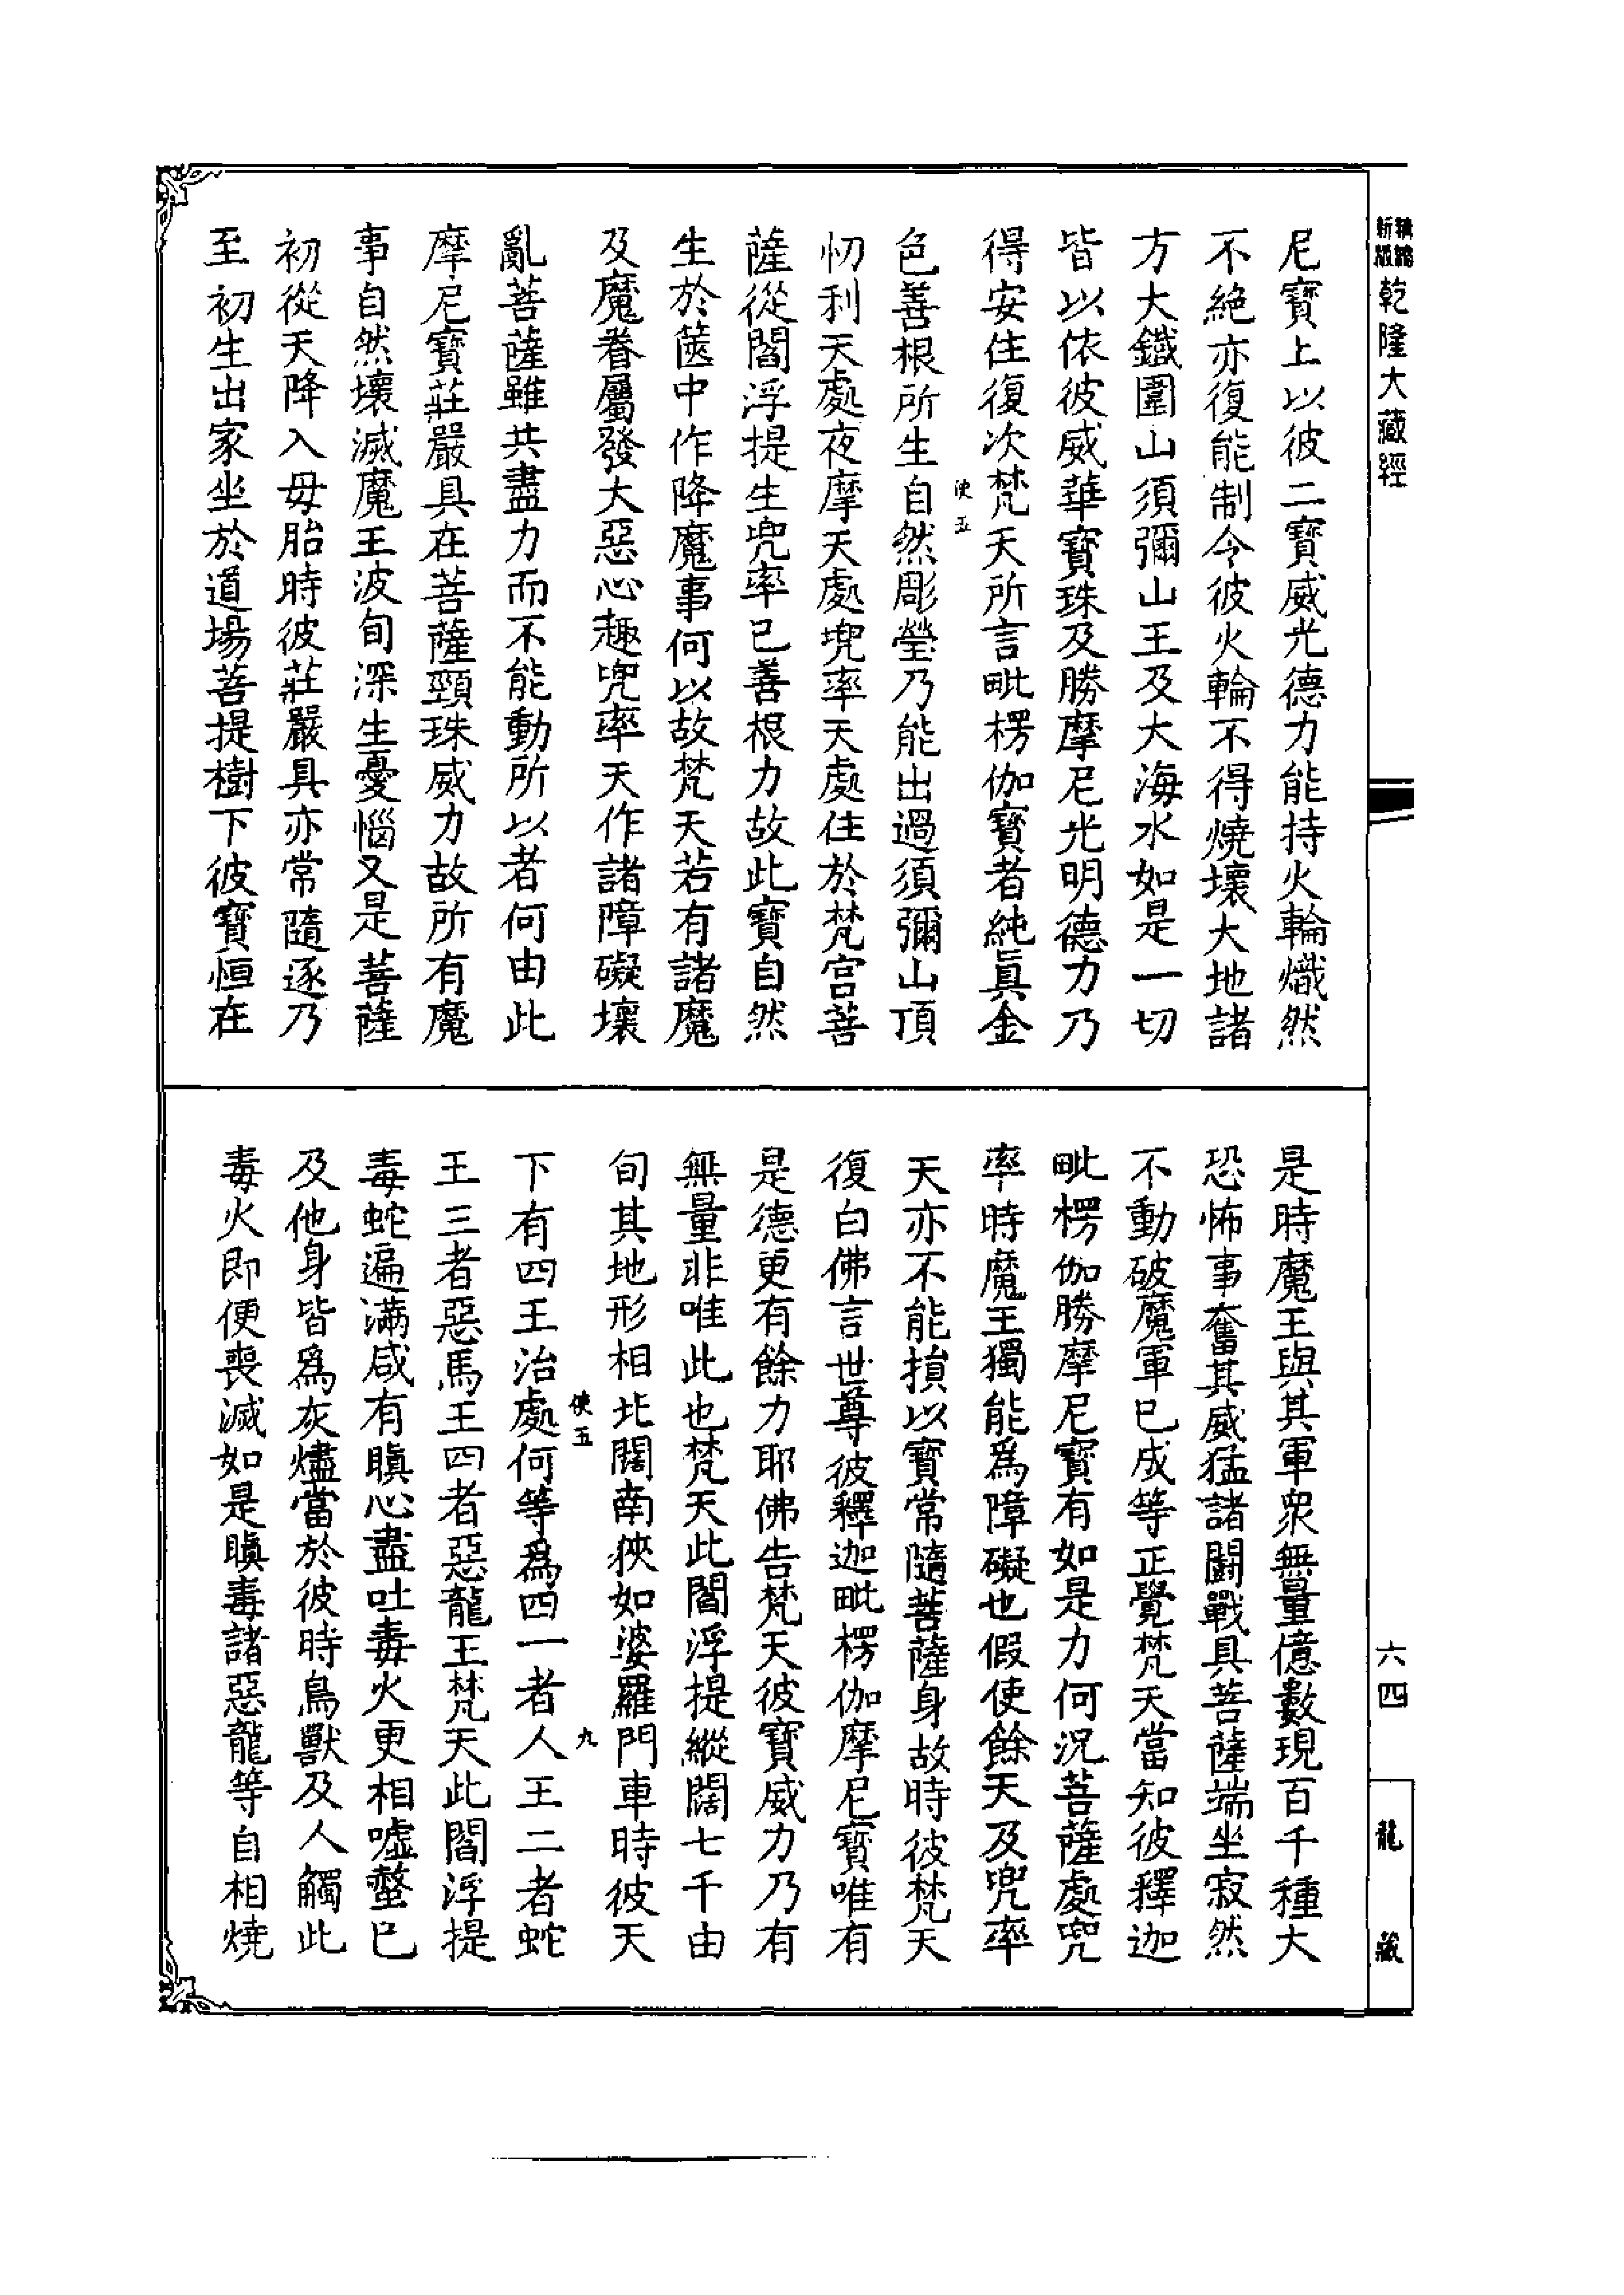 新編
縮版
乾隆大藏經
尼寶上以彼二寶威光德力能持火輪熾然
不絕亦復能制令彼火輪不得燒壞大地諸
方大鐵圍山須彌山王及大海水如是一切
皆以依彼威華寶珠及勝摩尼光明德力乃
得安住復次梵天所言毗楞伽寶者純眞金
使五
色善根所生自然彫瑩乃能出過須彌山頂
忉利天處夜摩天處兜率天處住於梵宫菩
薩從閻浮提生兜率已善根力故此寶自然
生於篋中作降魔事何以故梵天若有諸魔
及魔眷屬發大惡心趣兜率天作諸障礙壞
亂菩薩雖共盡力而不能動所以者何由此
摩尼寶莊嚴具在菩薩頸珠威力故所有魔
事自然壞滅魔王波旬深生憂惱又是菩薩
初從天降入母胎時彼莊嚴具亦常隨逐乃
至初生出家坐於道場菩提樹下彼寶恒在
是時魔王與其軍衆無量億數現百千種大
恐怖事奮其威猛諸鬭戰具菩薩端坐寂然
不動破魔軍已成等正覺梵天當知彼釋迦
毗楞伽勝摩尼寶有如是力何況菩薩處兜
率時魔王獨能爲障礙也假使餘天及兜率
天亦不能損以寶常隨菩薩身故時彼梵天
復白佛言世尊彼釋迦毗楞伽摩尼寶唯有
是德更有餘力耶佛告梵天彼寶威力乃有
無量非唯此也梵天此閻浮提縱闊七千由
旬其地形相北闊南狹如婆羅門車時彼天
使五
九
下有四王治處何等爲四一者人王二者蛇
王三者惡馬王四者惡龍王梵天此閻浮提
毒蛇遍滿咸有瞋心盡吐毒火更相噓螫已
及他身皆爲灰燼當於彼時鳥獸及人觸此
毒火即便喪滅如是瞋毒諸惡龍等自相燒
六四
龍藏